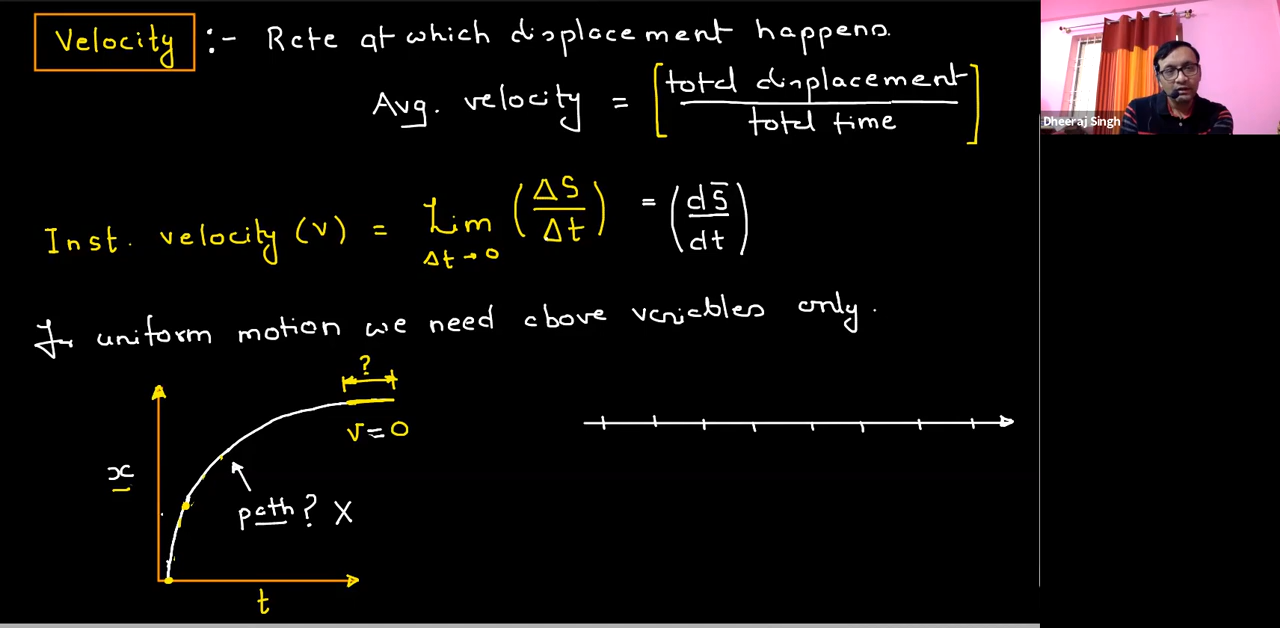 Velocity :- Rate at which displacement happens.
Avg. velocity = [total displacement / total time]
Inst. velocity (v) = Lim Δt→0 (ΔS/Δt) = (ds̄/dt)
In uniform motion we need above variables only.
?
v=0
x
path? X
t
Dheeraj Singh